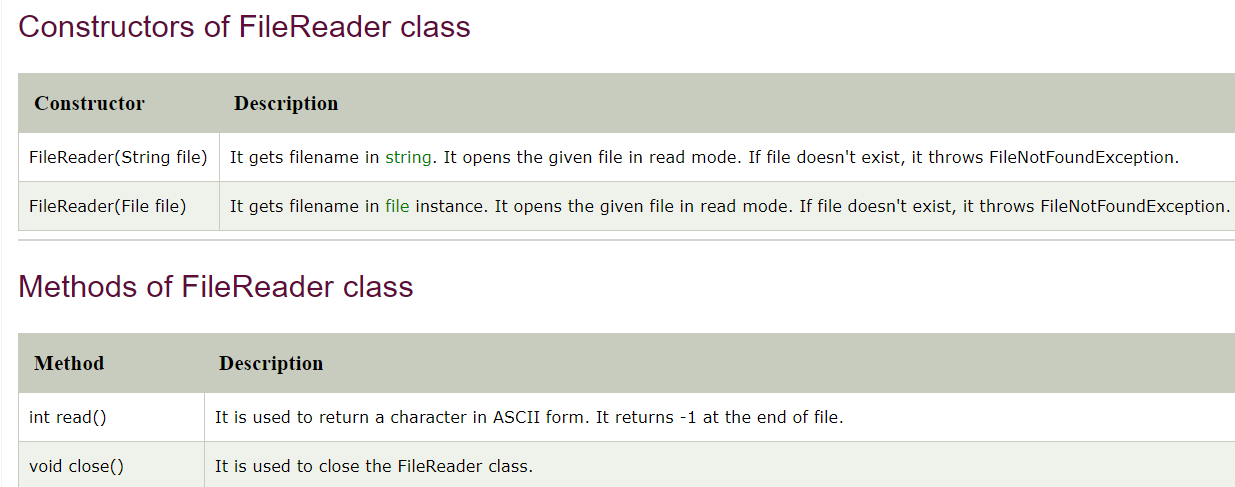 Constructors of FileReader class
Constructor Description
FileReader(String file) It gets filename in string. It opens the given file in read mode. If file doesn't exist, it throws FileNotFoundException.
FileReader(File file) It gets filename in file instance. It opens the given file in read mode. If file doesn't exist, it throws FileNotFoundException.
Methods of FileReader class
Method Description
int read() It is used to return a character in ASCII form. It returns -1 at the end of file.
void close() It is used to close the FileReader class.